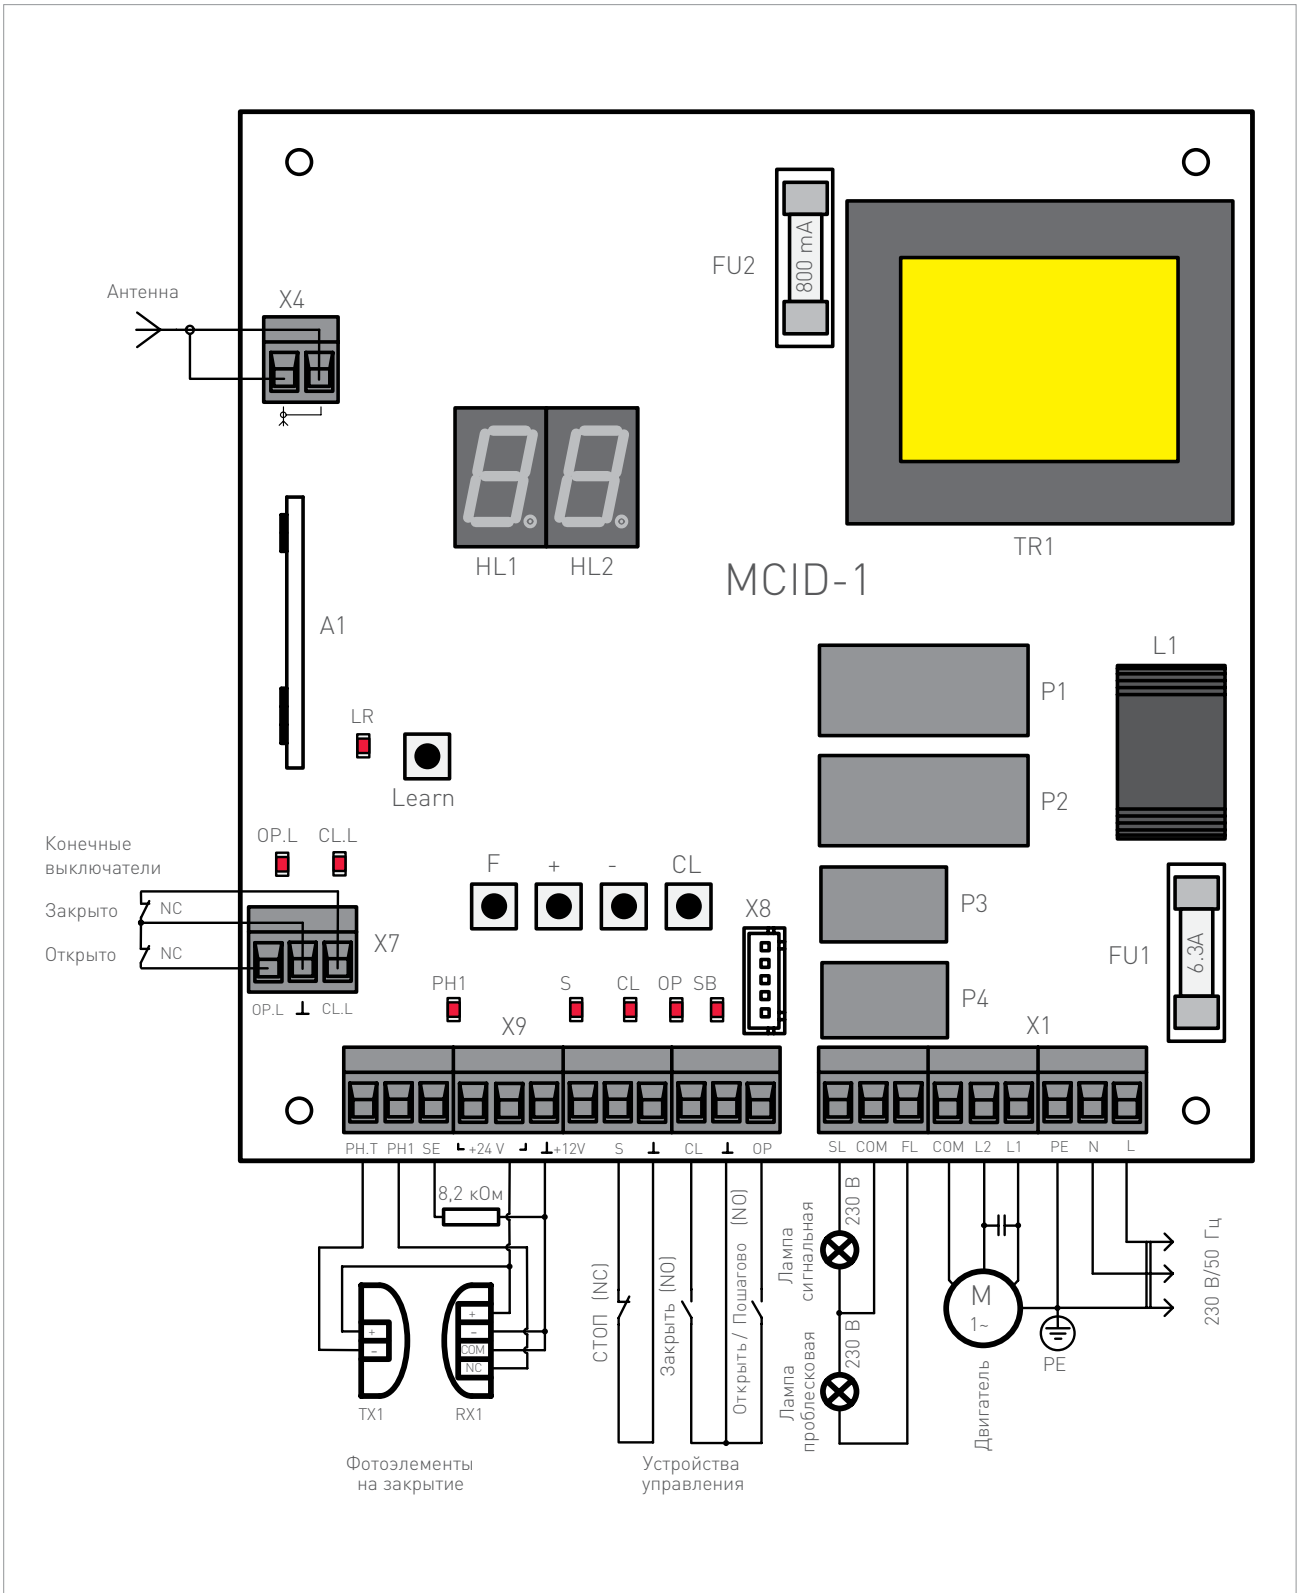 FU2
800 mA
Антенна
X4
HL1
HL2
TR1
MCID-1
A1
L1
P1
LR
Learn
P2
OP.L
CL.L
Конечные
выключатели
Закрыто
NC
Открыто
NC
X7
OP.L
⊥
CL.L
F
+
-
CL
X8
P3
FU1
6.3A
P4
PH1
S
CL
OP
SB
X9
X1
PH.T
PH1
SE
+24 V
⊥
+12V
S
⊥
CL
⊥
OP
SL
COM
FL
COM
L2
L1
PE
N
L
8,2 кОм
СТОП (NC)
Закрыть (NO)
Открыть/ Пошагово (NO)
Лампа
сигнальная
230 В
Лампа
проблесковая
230 В
M
1~
Двигатель
PE
230 В/50 Гц
+
−
TX1
+
−
COM
NC
RX1
Фотоэлементы
на закрытие
Устройства
управления